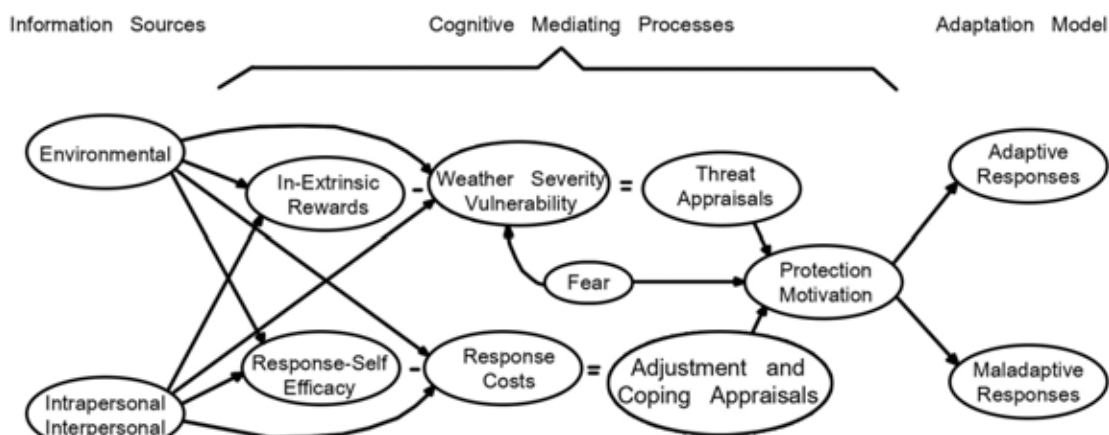 Information Sources
Cognitive Mediating Processes
Adaptation Model
Environmental
In-Extrinsic
Rewards
-
Weather Severity
Vulnerability
=
Threat
Appraisals
Adaptive
Responses
Fear
Protection
Motivation
Response-Self
Efficacy
-
Response
Costs
=
Adjustment and
Coping Appraisals
Maladaptive
Responses
Intrapersonal
Interpersonal